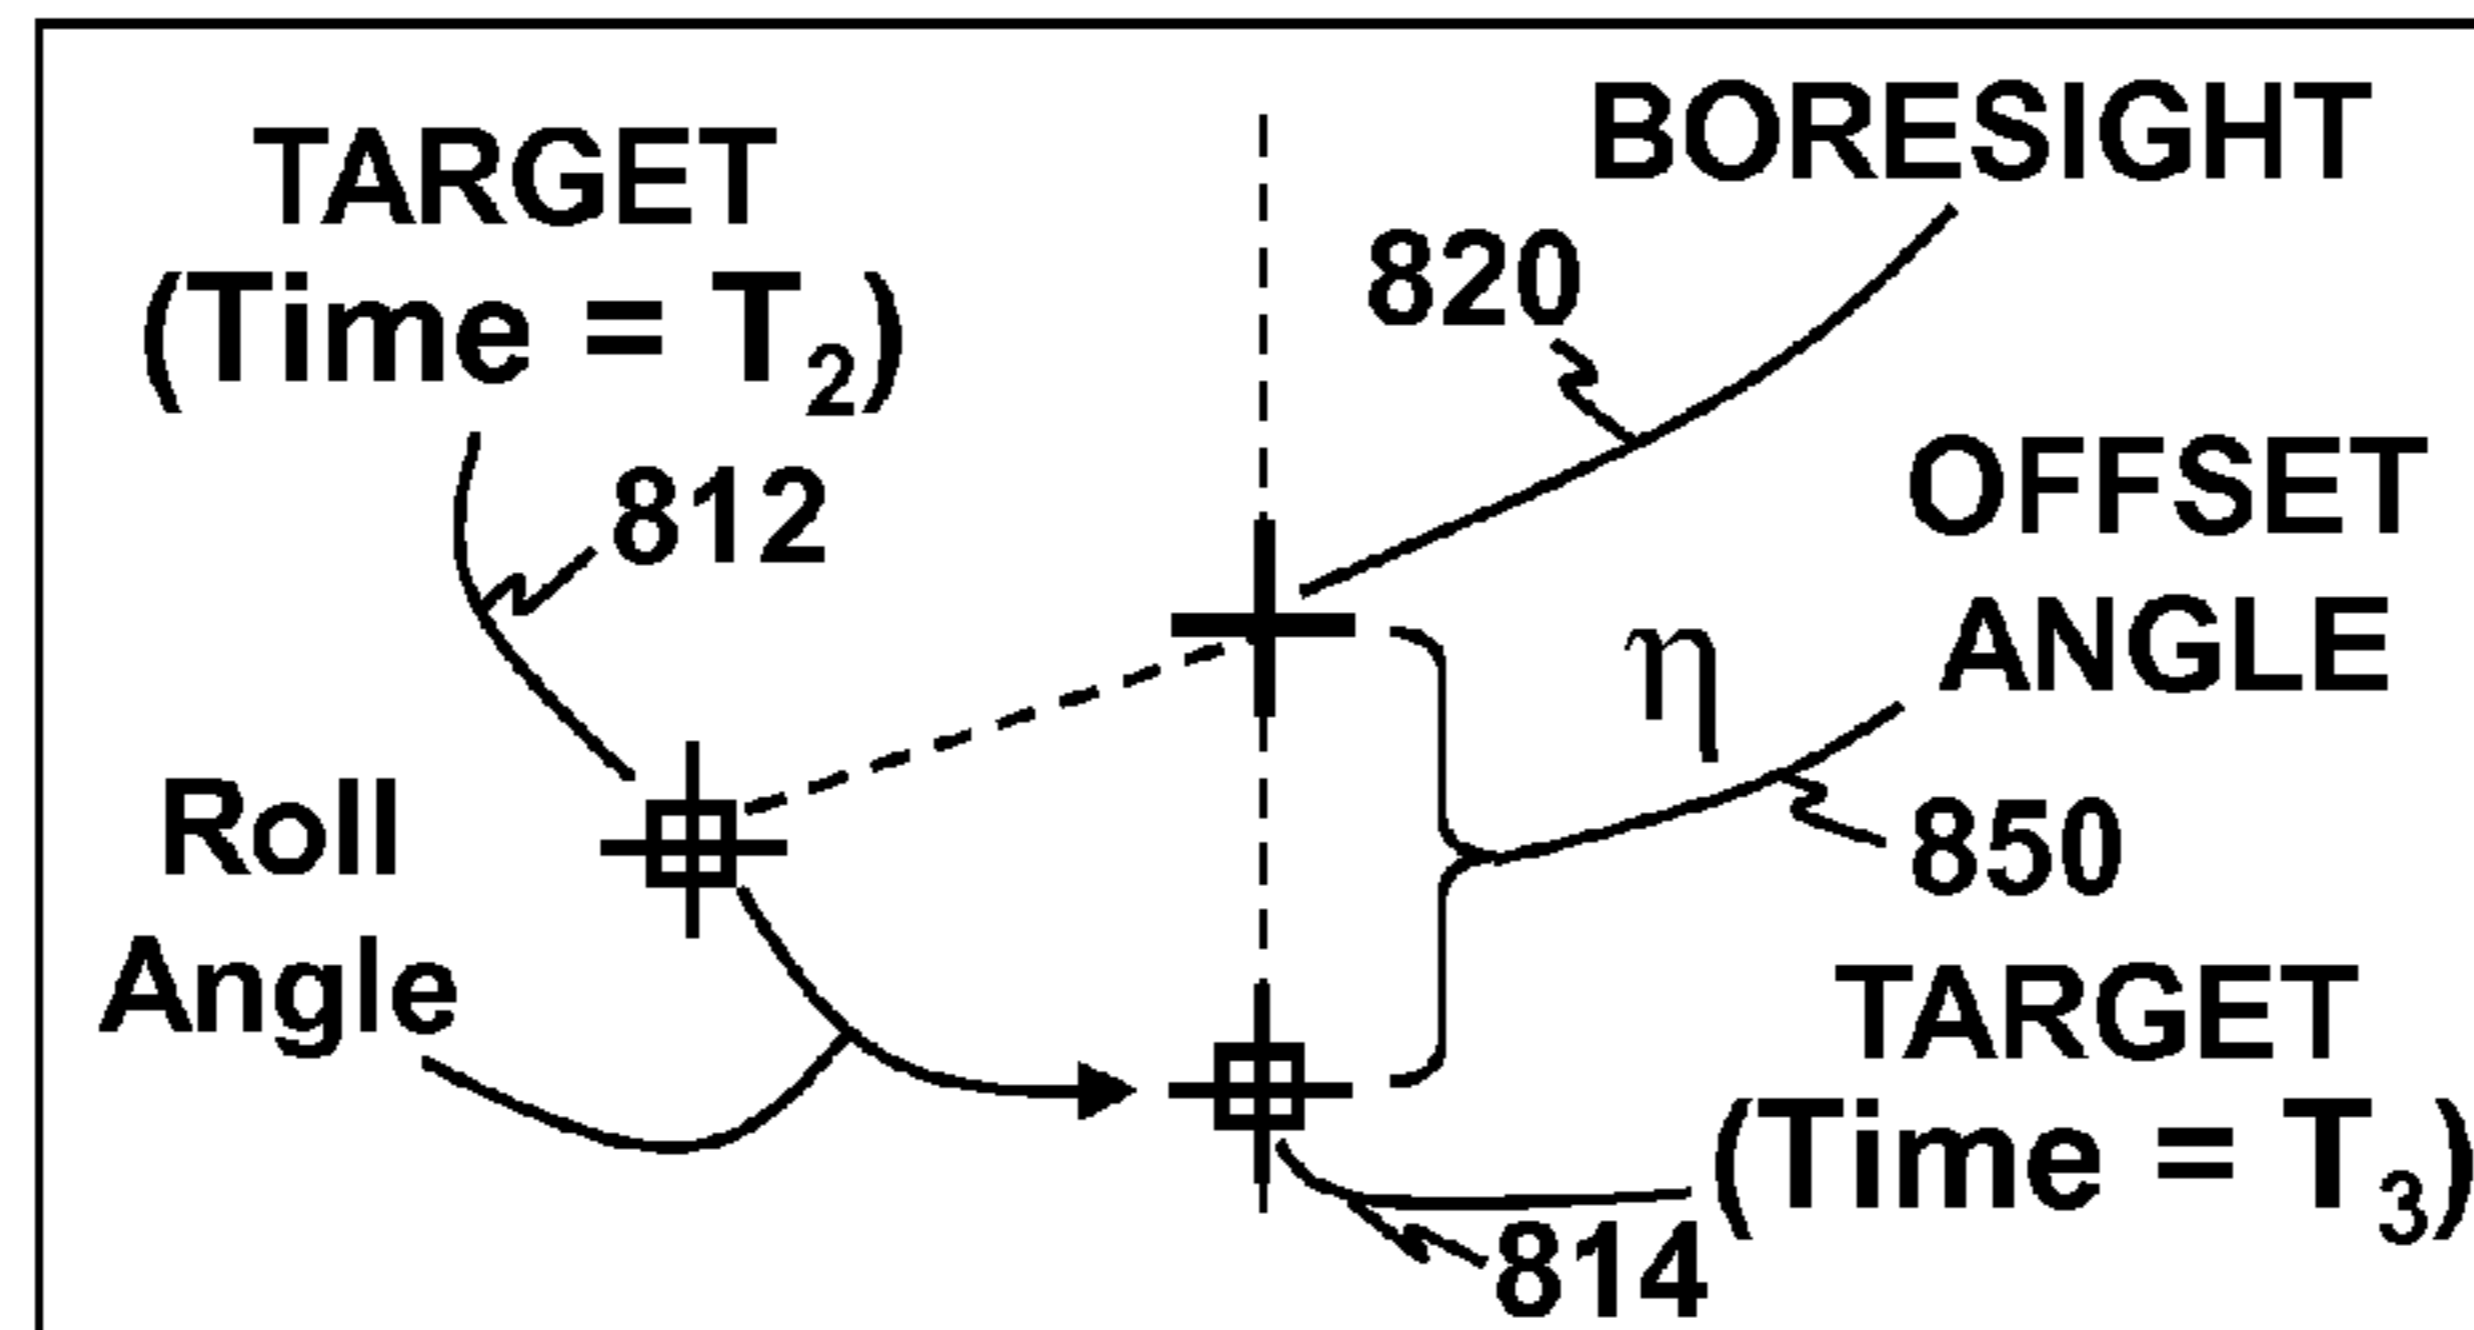 TARGET
(Time = T₂)
812
BORESIGHT
820
OFFSET
ANGLE
η
850
Roll
Angle
TARGET
(Time = T₃)
814